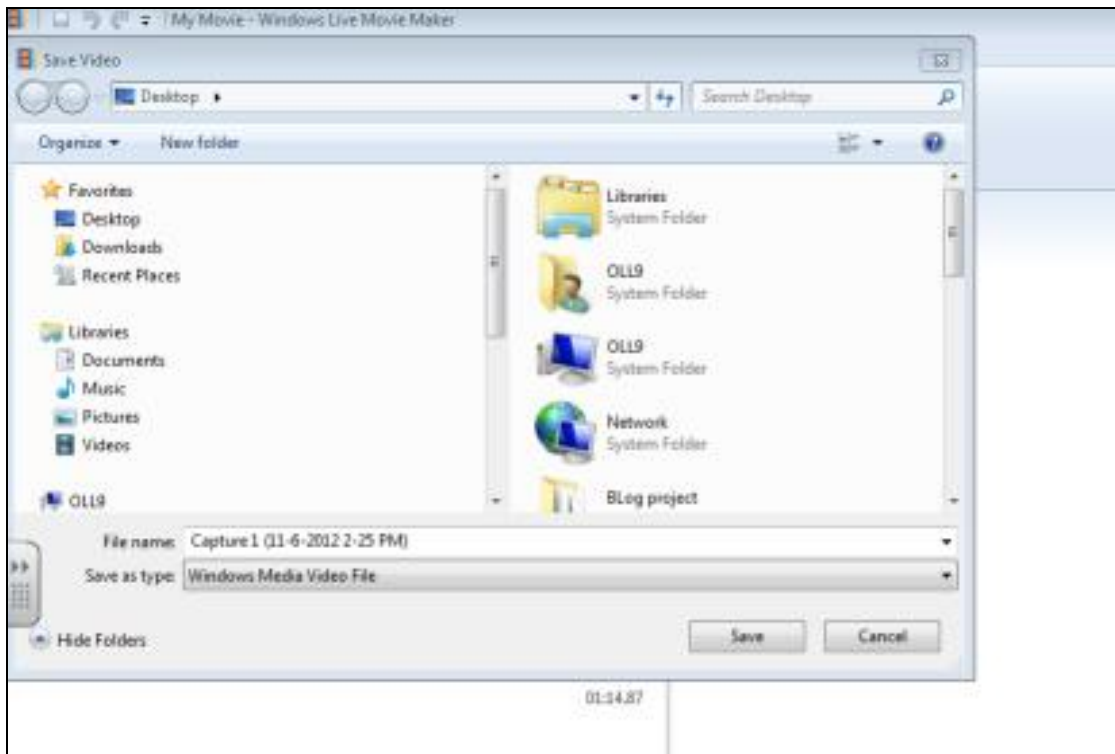 My Movie - Windows Live Movie Maker
Save Video
Desktop
Search Desktop
Organize
New folder
Favorites
Desktop
Downloads
Recent Places
Libraries
Documents
Music
Pictures
Videos
OLL9
Libraries
System Folder
OLL9
System Folder
OLL9
System Folder
Network
System Folder
BLog project
File name: Capture 1 (11-6-2012 2-25 PM)
Save as type: Windows Media Video File
Hide Folders
Save
Cancel
01:14.87